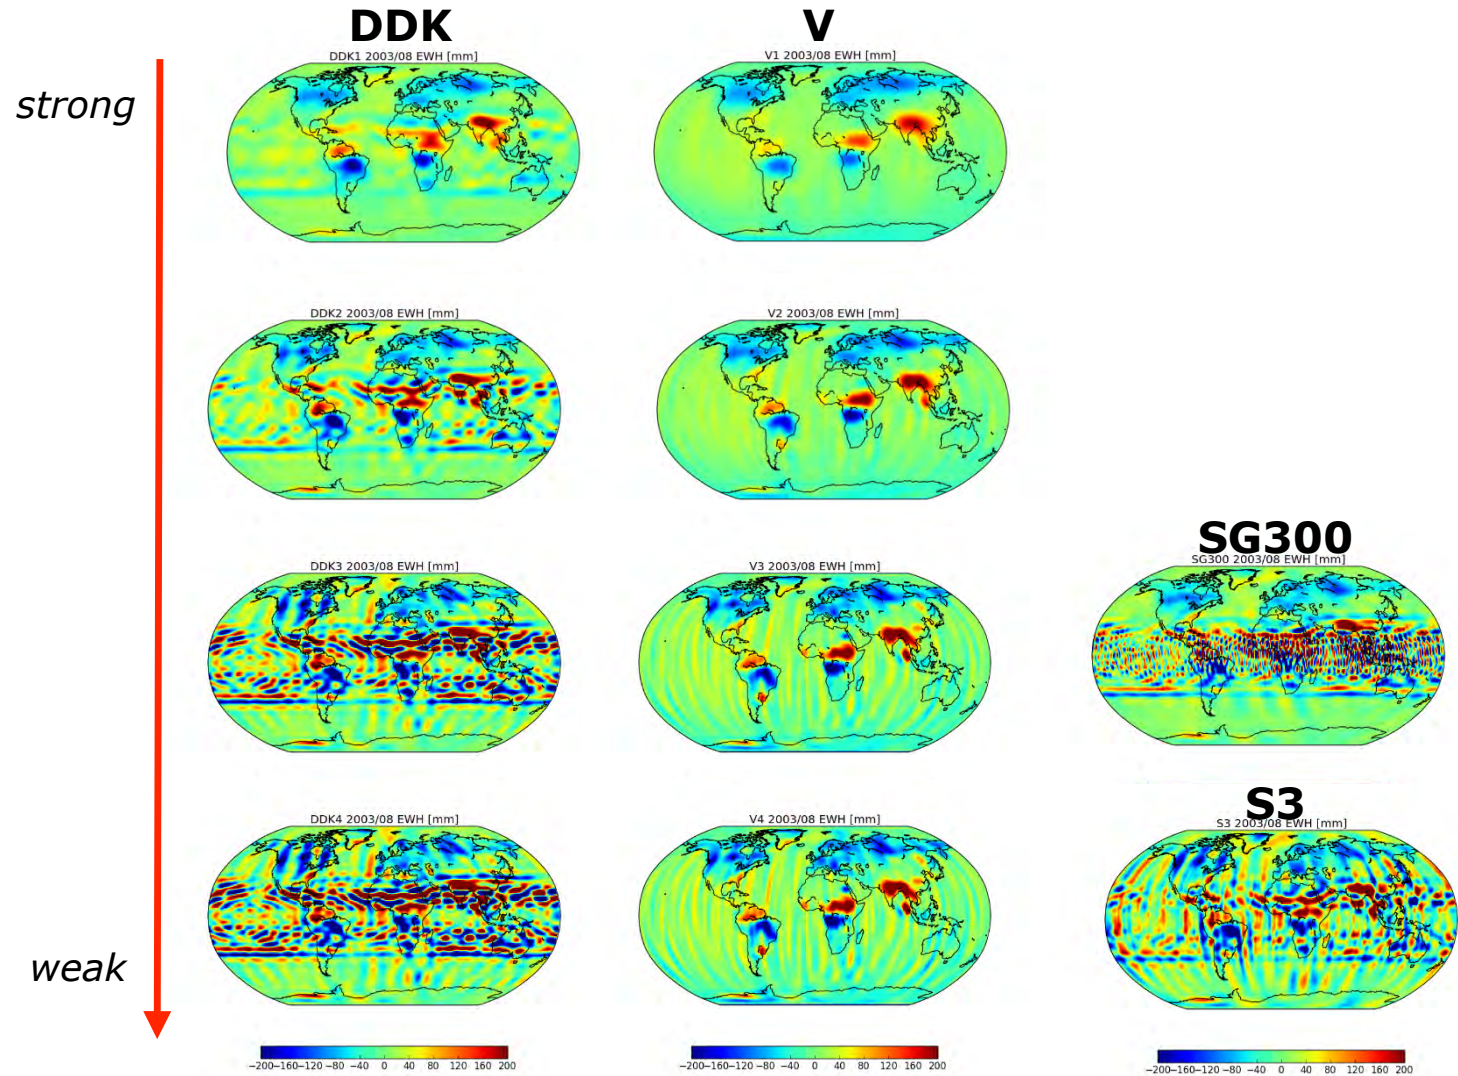 DDK
V
DDK1 2003/08 EWH [mm]
V1 2003/08 EWH [mm]
strong
DDK2 2003/08 EWH [mm]
V2 2003/08 EWH [mm]
SG300
DDK3 2003/08 EWH [mm]
V3 2003/08 EWH [mm]
SG300 2003/08 EWH [mm]
S3
DDK4 2003/08 EWH [mm]
V4 2003/08 EWH [mm]
S3 2003/08 EWH [mm]
weak
−200−160−120 −80 −40 0 40 80 120 160 200
−200−160−120 −80 −40 0 40 80 120 160 200
−200−160−120 −80 −40 0 40 80 120 160 200